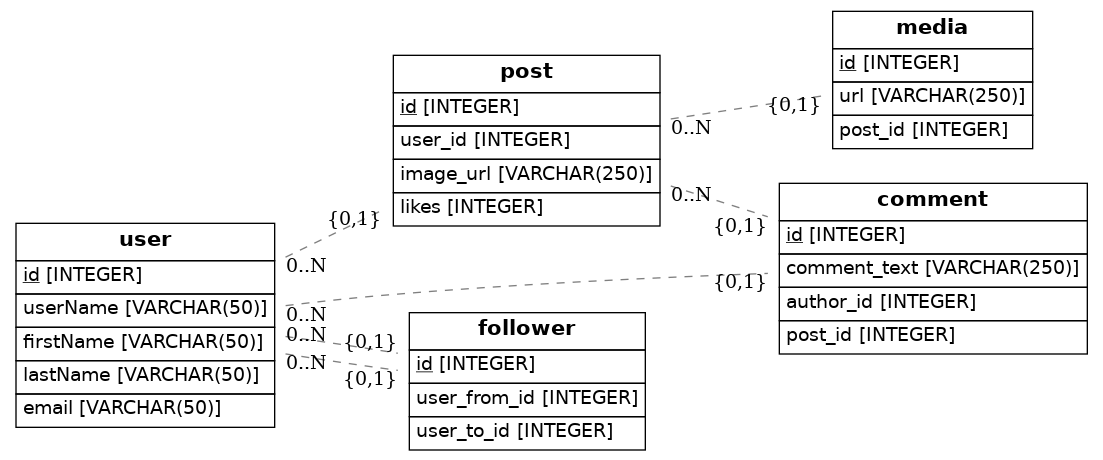 media
id [INTEGER]
url [VARCHAR(250)]
post_id [INTEGER]
{0,1}
0..N
post
id [INTEGER]
user_id [INTEGER]
image_url [VARCHAR(250)]
likes [INTEGER]
0..N
{0,1}
comment
id [INTEGER]
comment_text [VARCHAR(250)]
author_id [INTEGER]
post_id [INTEGER]
{0,1}
0..N
user
id [INTEGER]
userName [VARCHAR(50)]
firstName [VARCHAR(50)]
lastName [VARCHAR(50)]
email [VARCHAR(50)]
{0,1}
0..N
0..N
{0,1}
0..N
{0,1}
follower
id [INTEGER]
user_from_id [INTEGER]
user_to_id [INTEGER]